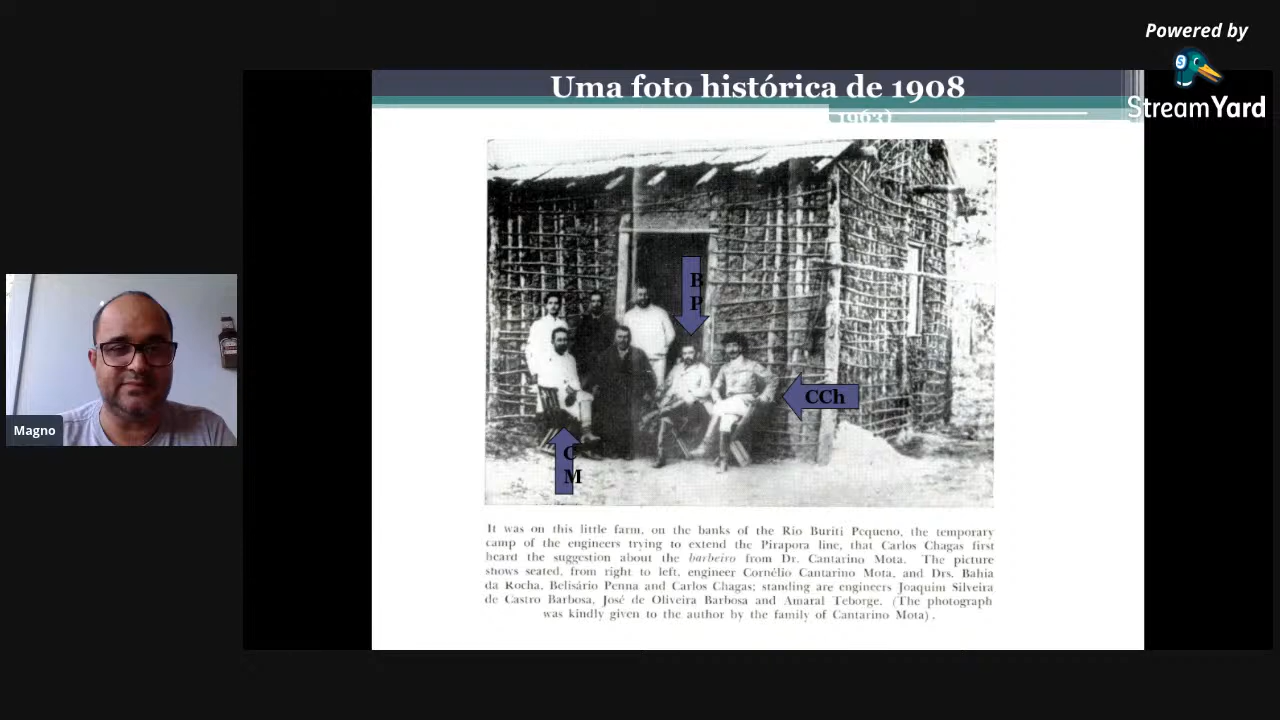 Powered by
StreamYard
Uma foto histórica de 1908
1963)
B
P
CCh
C
M
Magno
It was on this little farm, on the banks of the Rio Buriti Pequeno, the temporary
camp of the engineers trying to extend the Pirapora line, that Carlos Chagas first
heard the suggestion about the barbeiro from Dr. Cantarino Mota. The picture
shows seated, from right to left, engineer Cornélio Cantarino Mota, and Drs. Bahia
da Rocha, Belisário Penna and Carlos Chagas; standing are engineers Joaquim Silveira
de Castro Barbosa, José de Oliveira Barbosa and Amaral Teborge. (The photograph
was kindly given to the author by the family of Cantarino Mota).